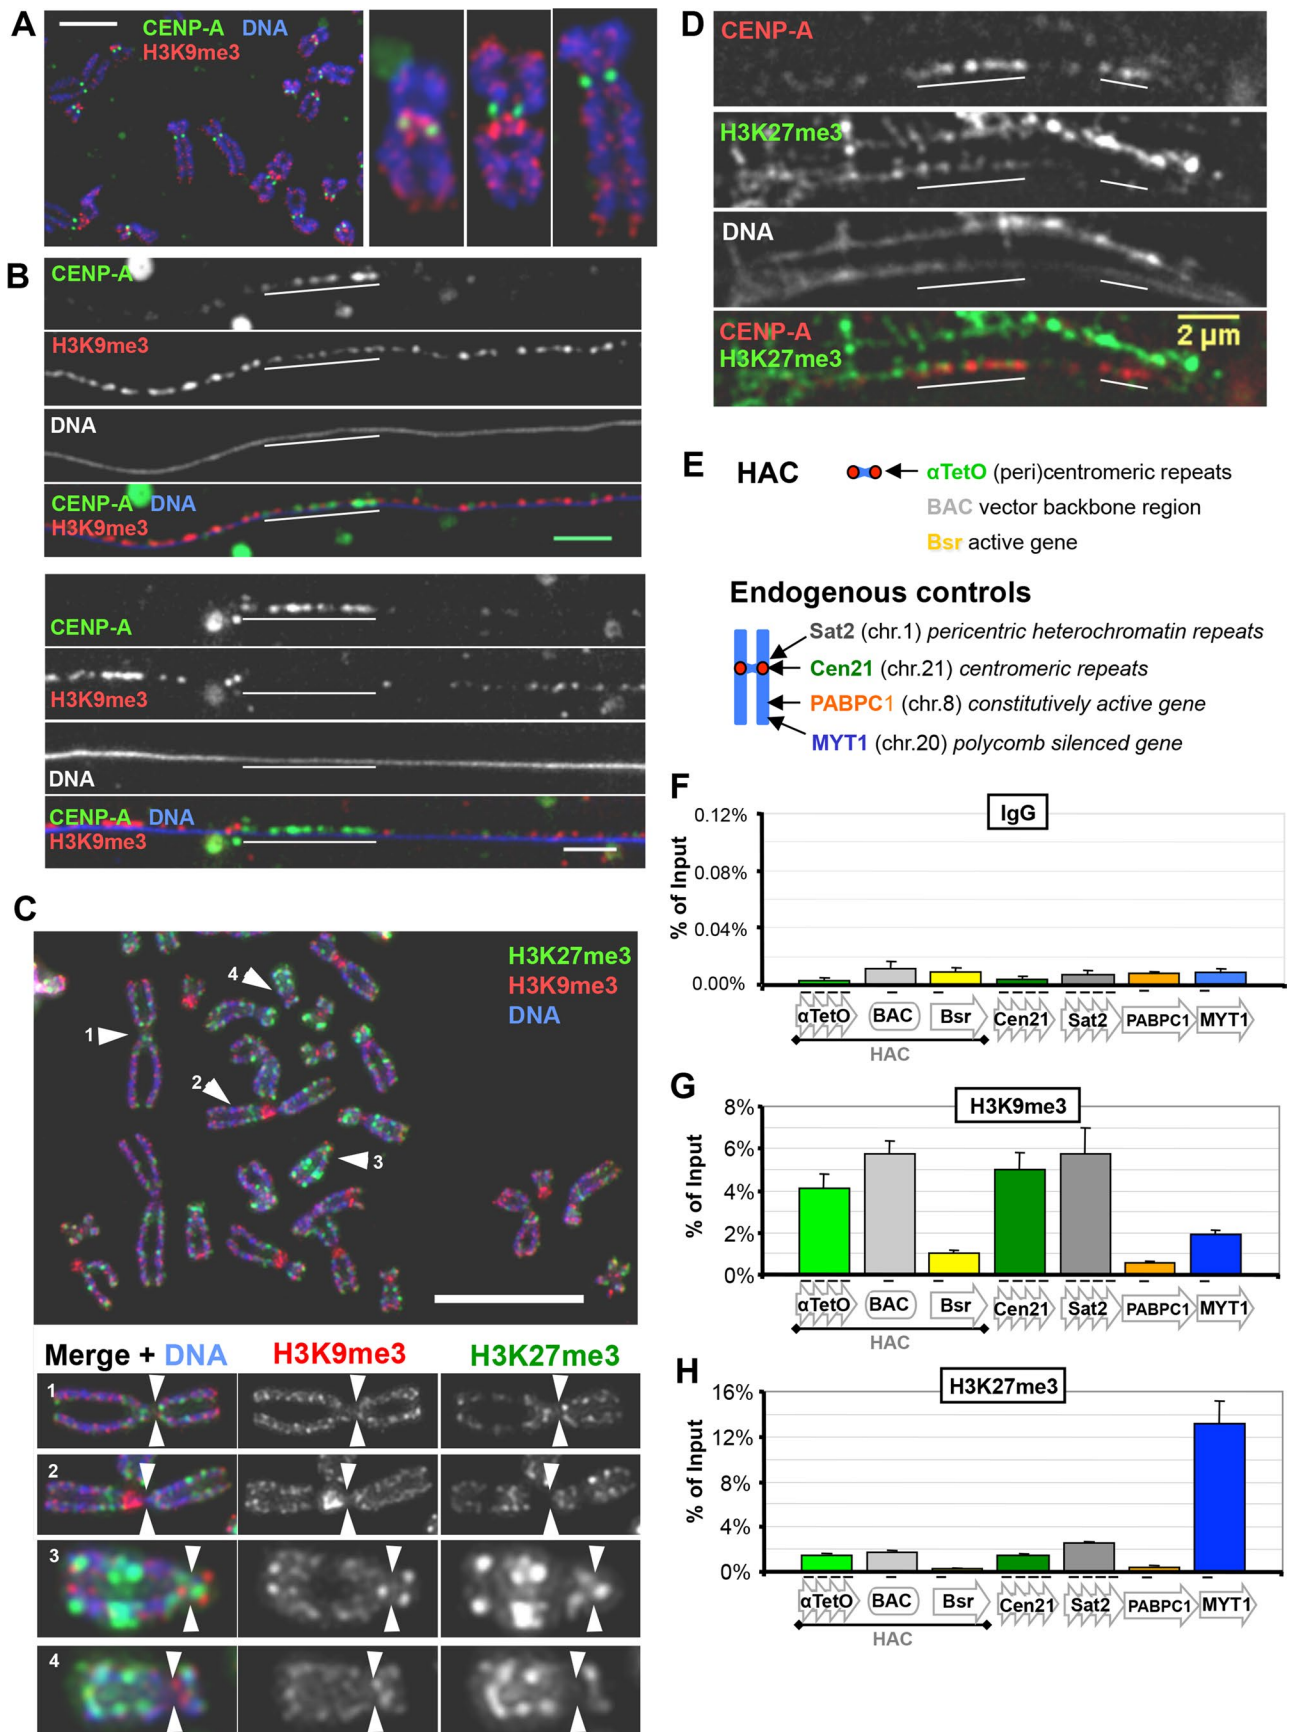 A
CENP-A DNA
H3K9me3
B
CENP-A
H3K9me3
DNA
CENP-A DNA
H3K9me3
CENP-A
H3K9me3
DNA
CENP-A DNA
H3K9me3
C
H3K27me3
H3K9me3
DNA
4
1
2
3
Merge + DNA H3K9me3 H3K27me3
1
2
3
4
D
CENP-A
H3K27me3
DNA
CENP-A
H3K27me3
2 µm
E
HAC
αTetO (peri)centromeric repeats
BAC vector backbone region
Bsr active gene
Endogenous controls
Sat2 (chr.1) pericentric heterochromatin repeats
Cen21 (chr.21) centromeric repeats
PABPC1 (chr.8) constitutively active gene
MYT1 (chr.20) polycomb silenced gene
F
IgG
% of Input
0.12%
0.08%
0.04%
0.00%
αTetO BAC Bsr Cen21 Sat2 PABPC1 MYT1
HAC
G
H3K9me3
% of Input
8%
6%
4%
2%
0%
αTetO BAC Bsr Cen21 Sat2 PABPC1 MYT1
HAC
H
H3K27me3
% of Input
16%
12%
8%
4%
0%
αTetO BAC Bsr Cen21 Sat2 PABPC1 MYT1
HAC